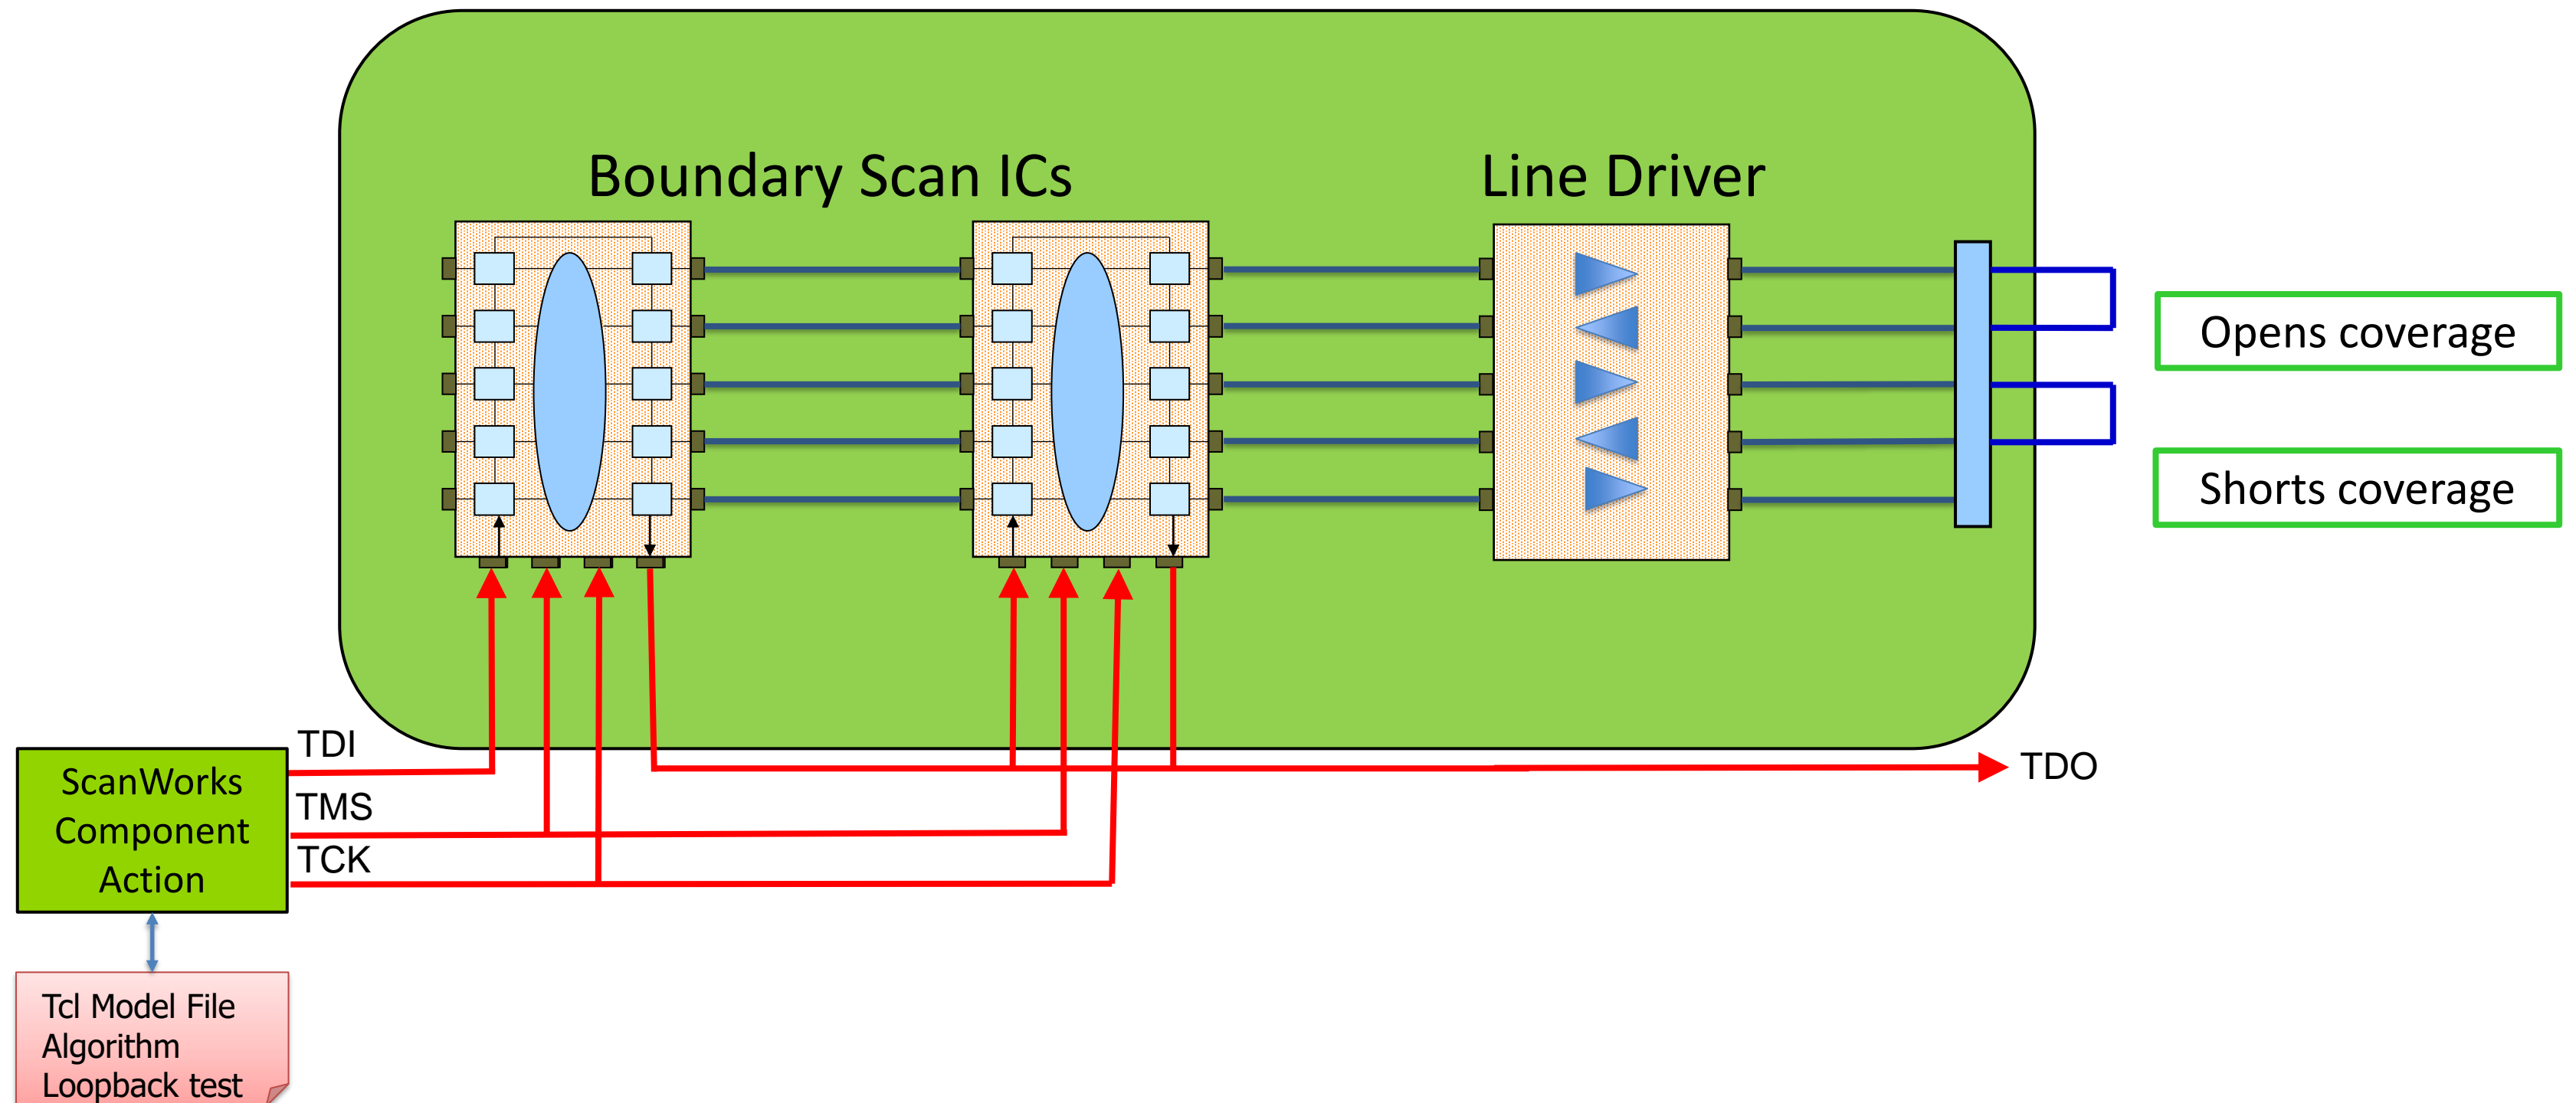 Boundary Scan ICs
Line Driver
Opens coverage
Shorts coverage
TDI
TMS
TCK
TDO
ScanWorks
Component
Action
Tcl Model File
Algorithm
Loopback test